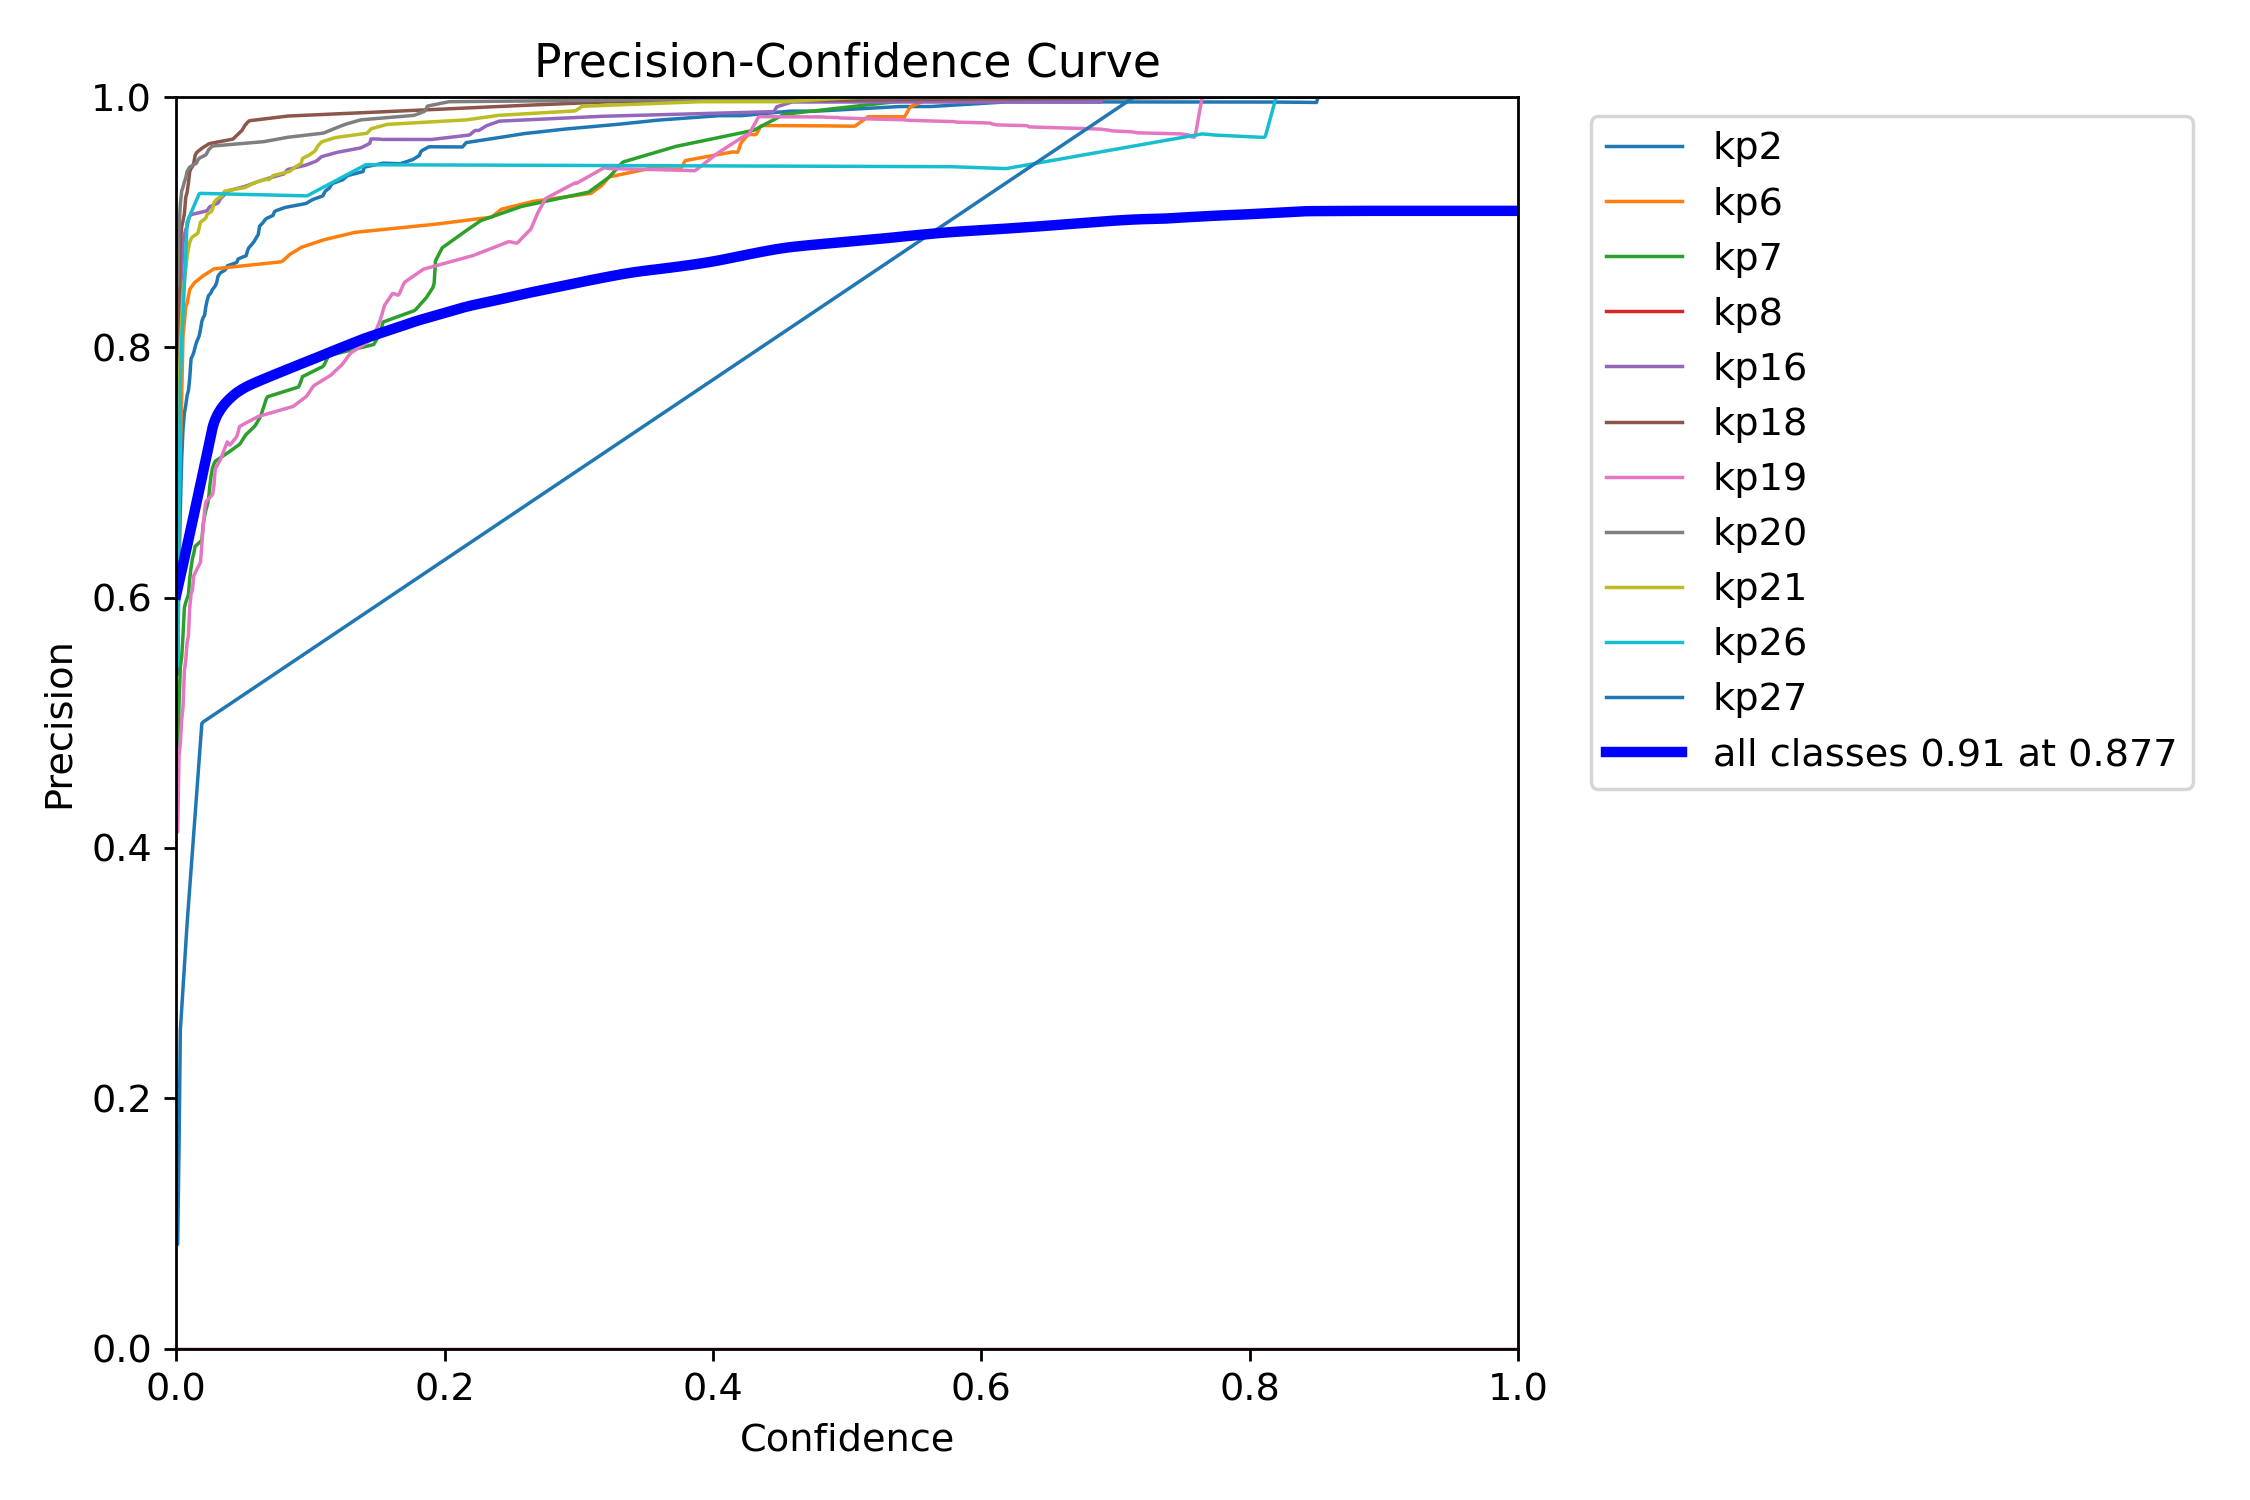 Precision-Confidence Curve
1.0
0.8
0.6
0.4
0.2
0.0
Precision
0.0 0.2 0.4 0.6 0.8 1.0
Confidence
kp2
kp6
kp7
kp8
kp16
kp18
kp19
kp20
kp21
kp26
kp27
all classes 0.91 at 0.877